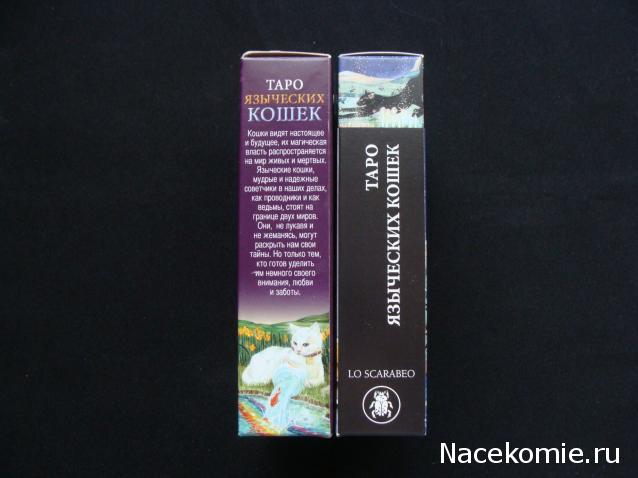 ТАРО
ЯЗЫЧЕСКИХ
КОШЕК
Кошки видят настоящее
и будущее, их магическая
власть распространяется
на мир живых и мертвых.
Языческие кошки,
мудрые и надежные
советчики в наших делах,
как проводники и как
ведьмы, стоят на
границе двух миров.
Они, не лукавя и
не жеманясь, могут
раскрыть нам свои
тайны. Но только тем,
кто готов уделить
им немного своего
внимания, любви
и заботы.
ТАРО
ЯЗЫЧЕСКИХ КОШЕК
LO SCARABEO
Nacekomie.ru